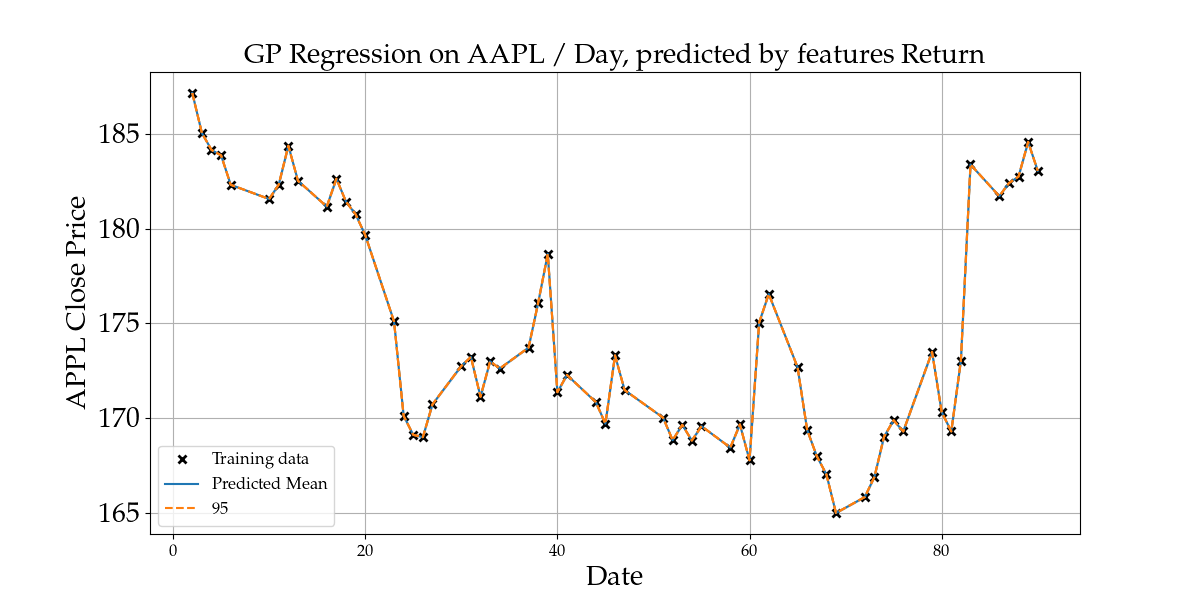 GP Regression on AAPL / Day, predicted by features Return
APPL Close Price
185
180
175
170
165
Training data
Predicted Mean
95
0 20 40 60 80
Date